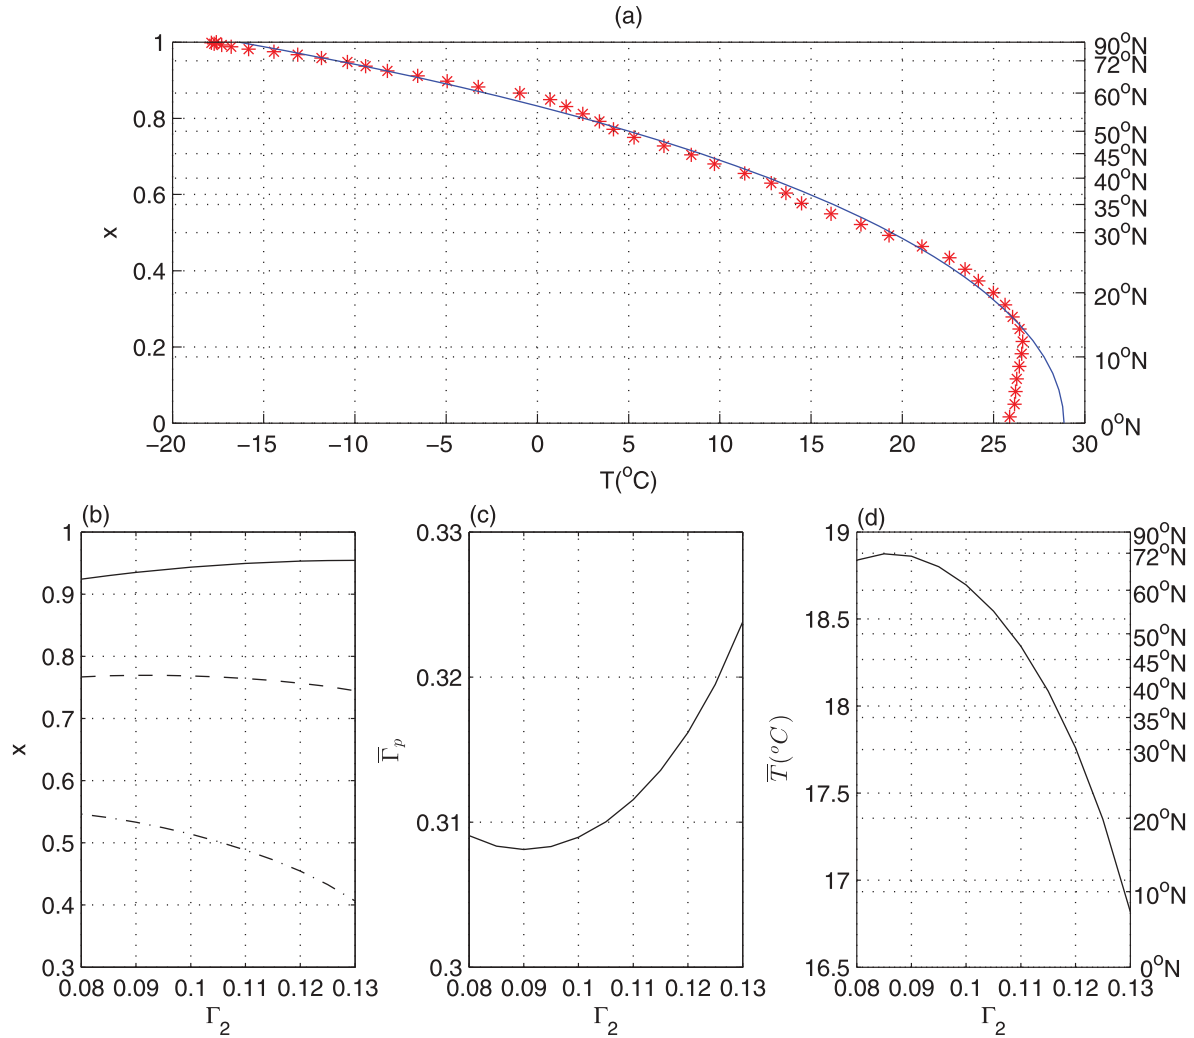 (a)
1
0.8
0.6
0.4
0.2
0
x
90°N
72°N
60°N
50°N
45°N
40°N
35°N
30°N
20°N
10°N
0°N
−20 −15 −10 −5 0 5 10 15 20 25 30
T(°C)
(b)
1
0.9
0.8
0.7
0.6
0.5
0.4
0.3
x
0.08 0.09 0.1 0.11 0.12 0.13
Γ₂
(c)
0.33
0.32
0.31
0.3
Γ̿ₚ
0.08 0.09 0.1 0.11 0.12 0.13
Γ₂
(d)
19
18.5
18
17.5
17
16.5
T̿(°C)
90°N
72°N
60°N
50°N
45°N
40°N
35°N
30°N
20°N
10°N
0°N
0.08 0.09 0.1 0.11 0.12 0.13
Γ₂